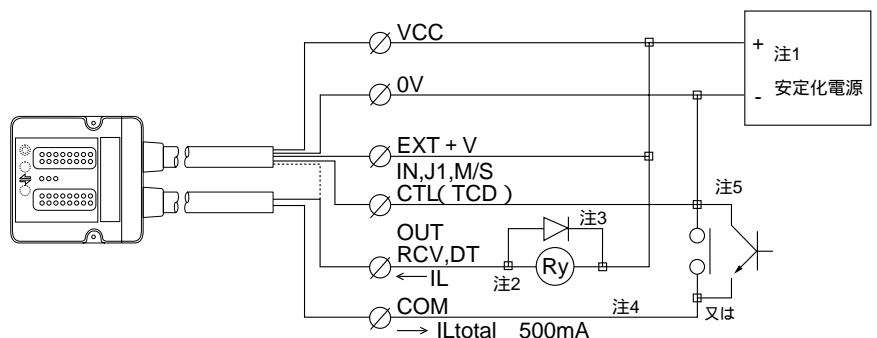 VCC
+ 注1
0V
- 安定化電源
EXT + V
IN,J1,M/S
CTL( TCD )
注5
OUT
注3
RCV,DT
Ry
IL
注2
COM
注4
又は
ILtotal 500mA